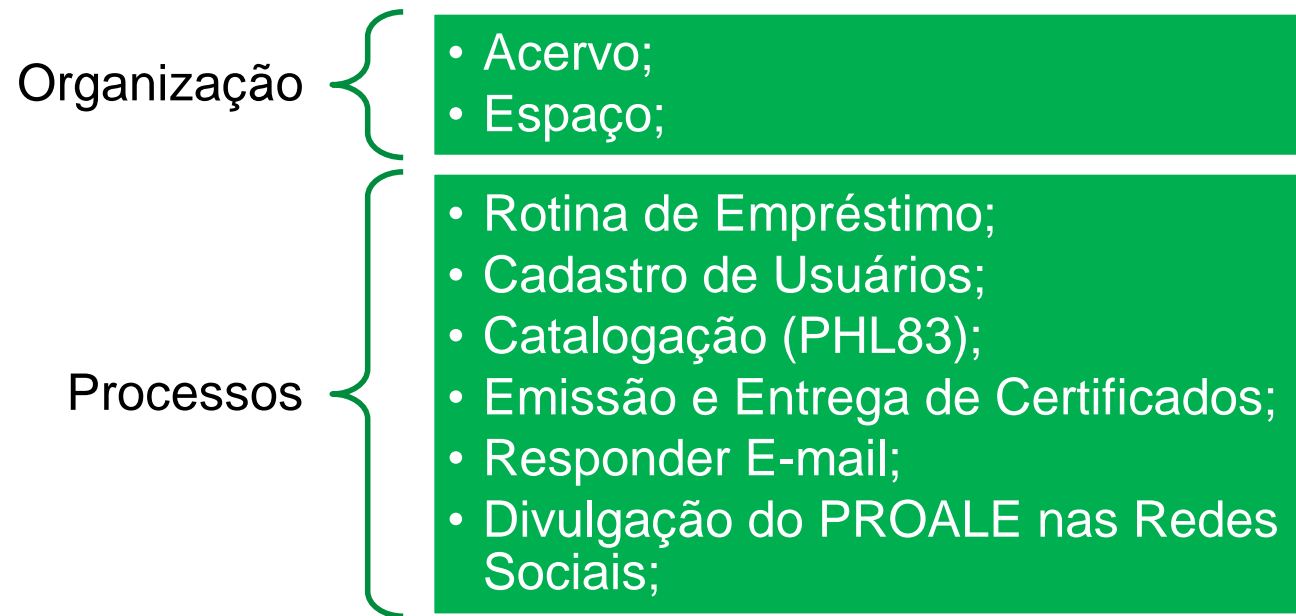 Organização
• Acervo;
• Espaço;
Processos
• Rotina de Empréstimo;
• Cadastro de Usuários;
• Catalogação (PHL83);
• Emissão e Entrega de Certificados;
• Responder E-mail;
• Divulgação do PROALE nas Redes
Sociais;